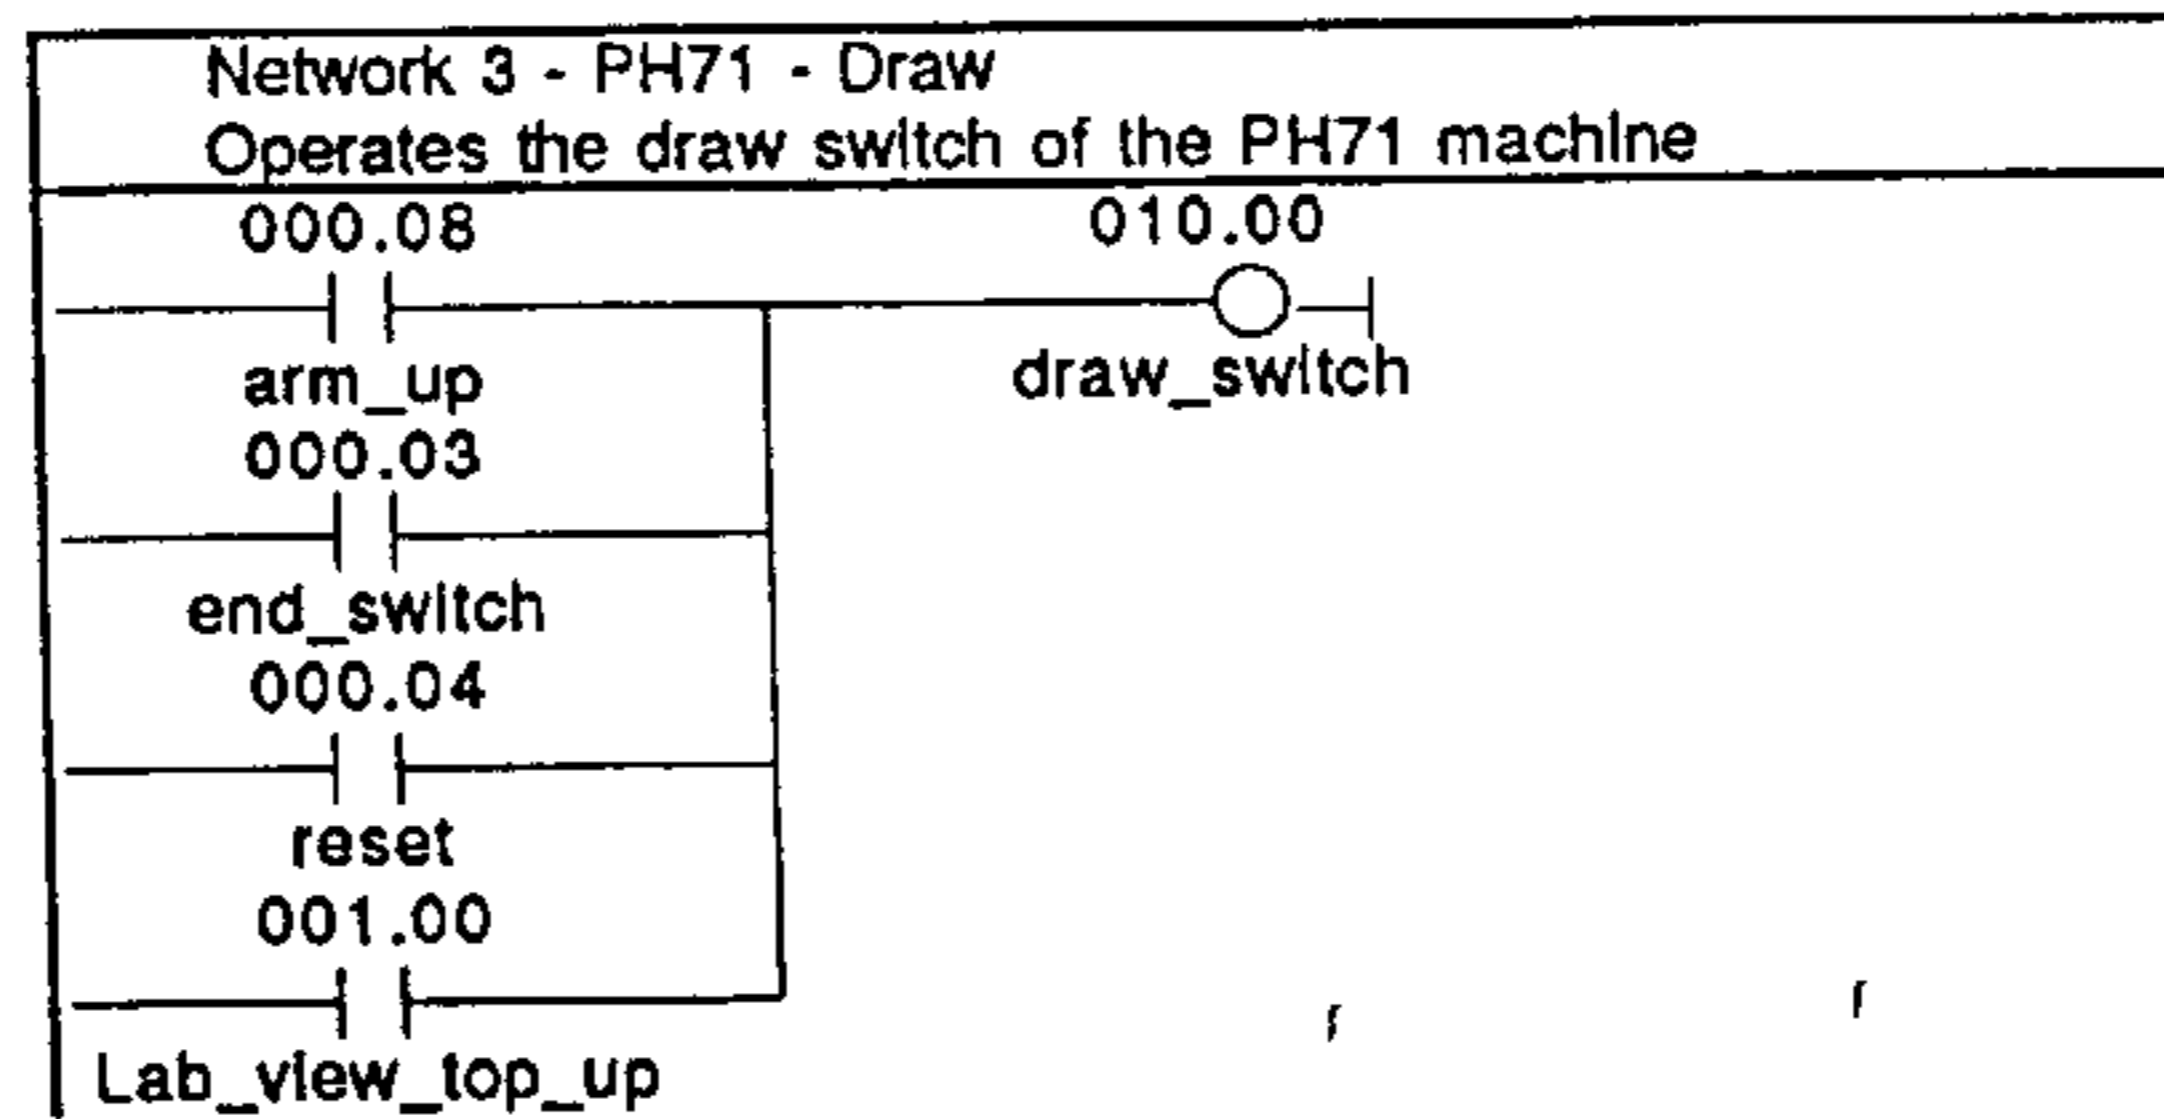 Network 3 - PH71 - Draw
Operates the draw switch of the PH71 machine
000.08 010.00
arm_up draw_switch
000.03
end_switch
000.04
reset
001.00
Lab_view_top_up